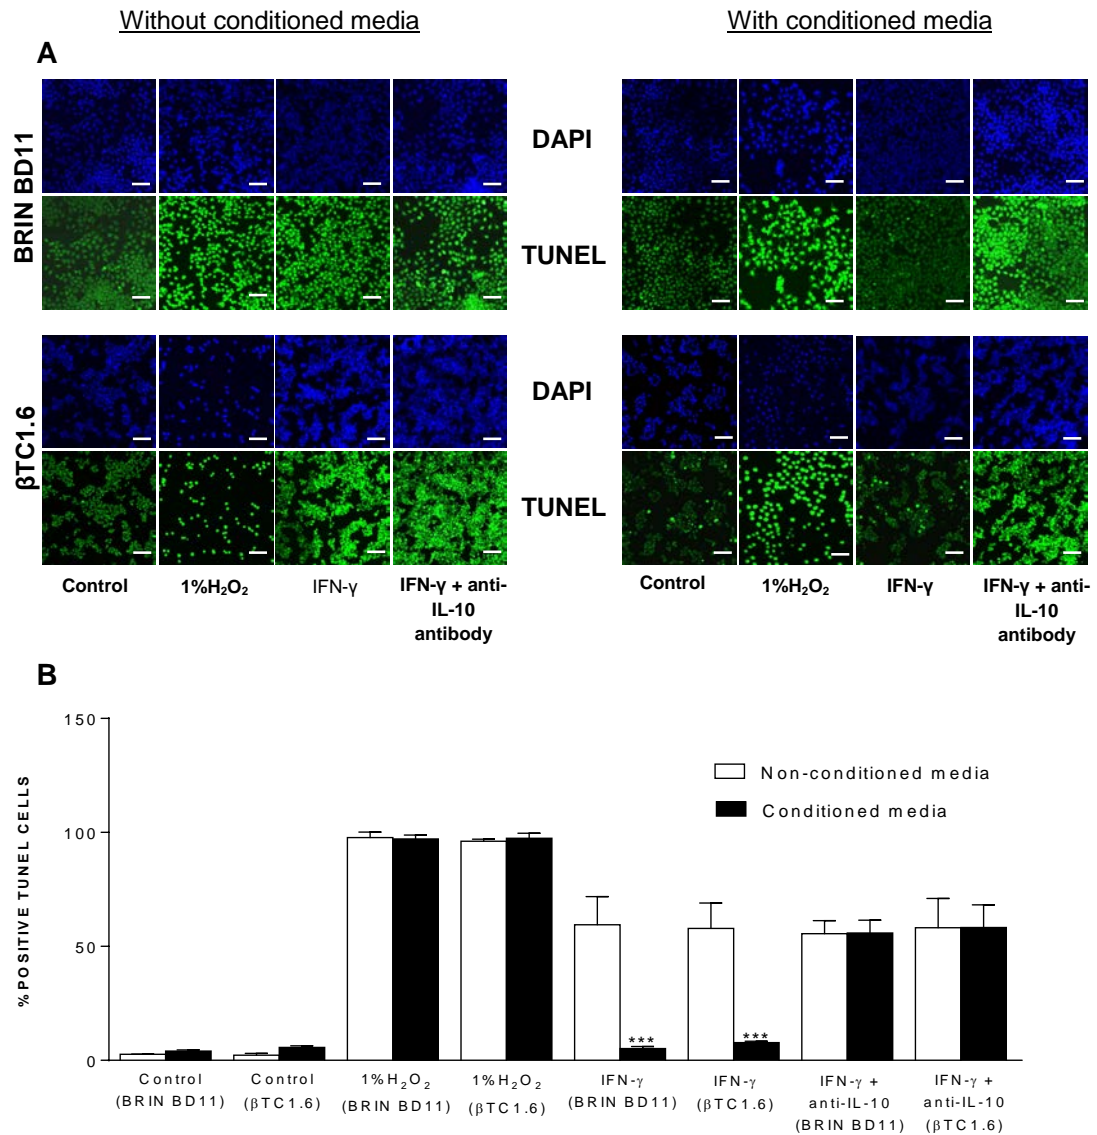 Without conditioned media
With conditioned media
A
BRIN BD11
DAPI
TUNEL
βTC1.6
DAPI
TUNEL
Control
1%H₂O₂
IFN-γ
IFN-γ + anti-
IL-10
antibody
Control
1%H₂O₂
IFN-γ
IFN-γ + anti-
IL-10
antibody
B
%POSITIVE TUNEL CELLS
150
100
50
0
Non-conditioned media
Conditioned media
***
***
Control
(BRIN BD11)
Control
(βTC1.6)
1%H₂O₂
(BRIN BD11)
1%H₂O₂
(βTC1.6)
IFN-γ
(BRIN BD11)
IFN-γ
(βTC1.6)
IFN-γ +
anti-IL-10
(BRIN BD11)
IFN-γ +
anti-IL-10
(βTC1.6)